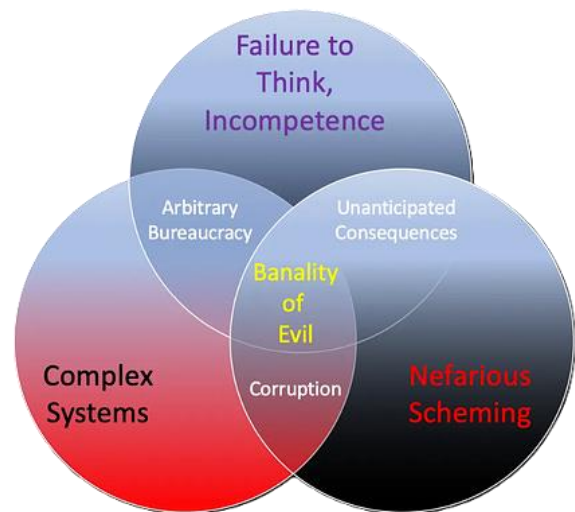 Failure to
Think,
Incompetence
Arbitrary
Bureaucracy
Unanticipated
Consequences
Banality
of
Evil
Complex
Systems
Corruption
Nefarious
Scheming